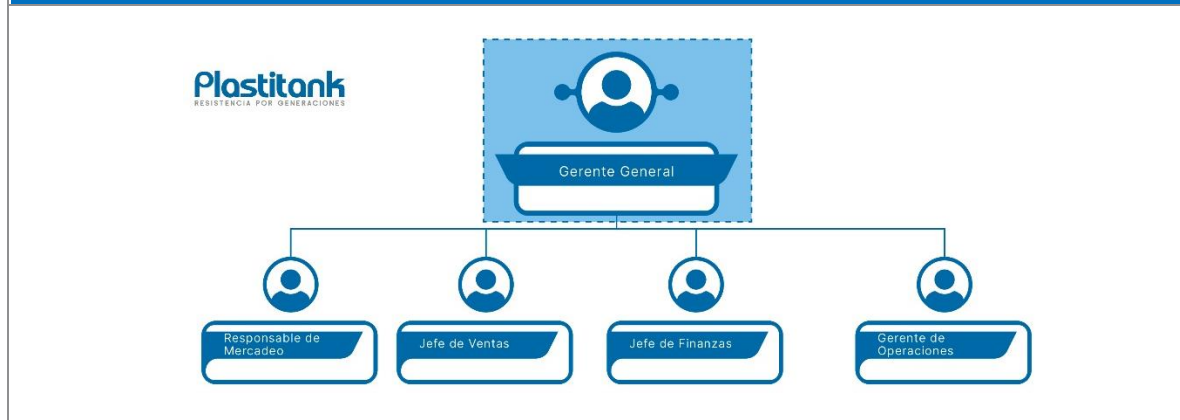 Plastitank
RESISTENCIA POR GENERACIONES
Gerente General
Responsable de
Mercadeo
Jefe de Ventas
Jefe de Finanzas
Gerente de
Operaciones